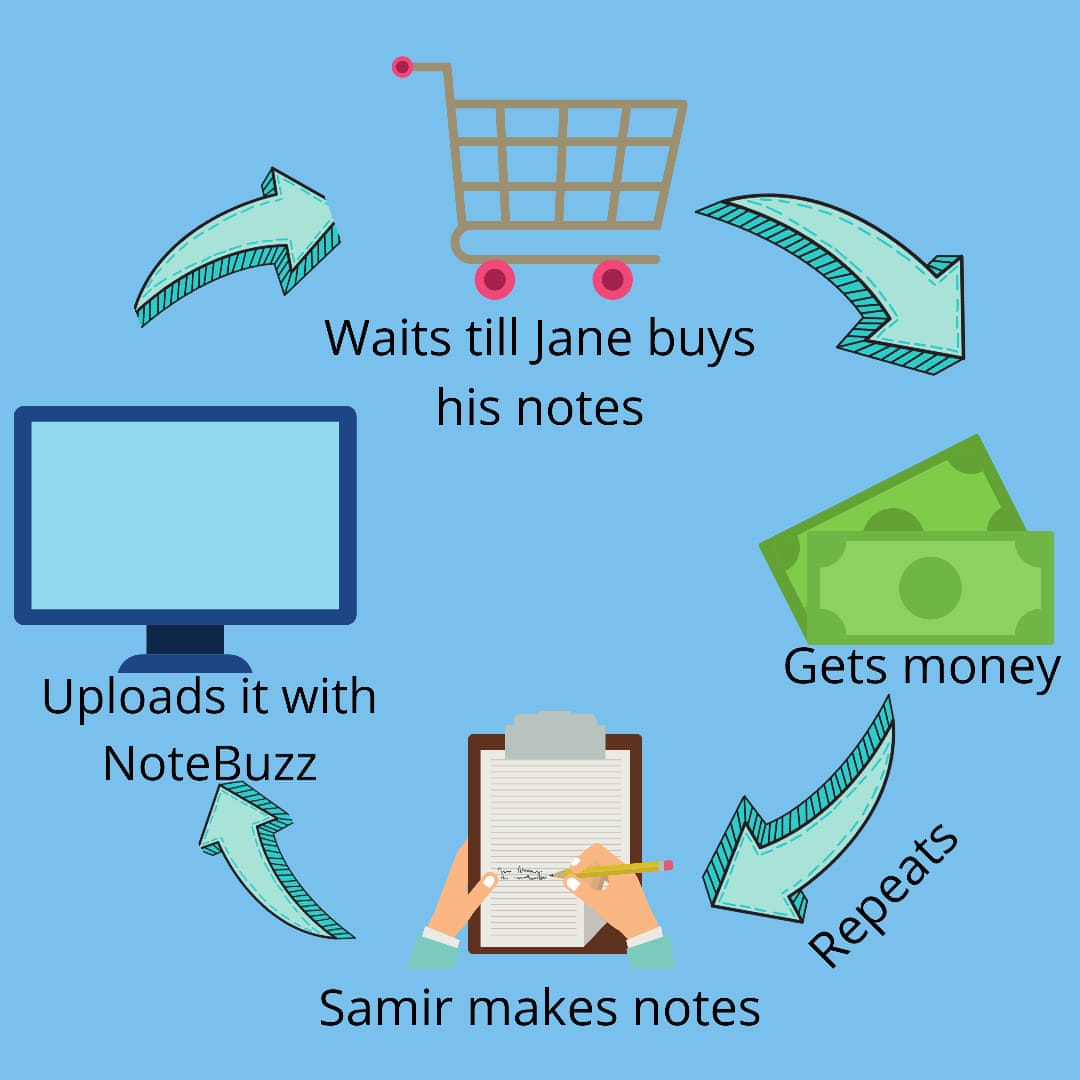 Waits till Jane buys
his notes
Gets money
Uploads it with
NoteBuzz
Repeats
Samir makes notes